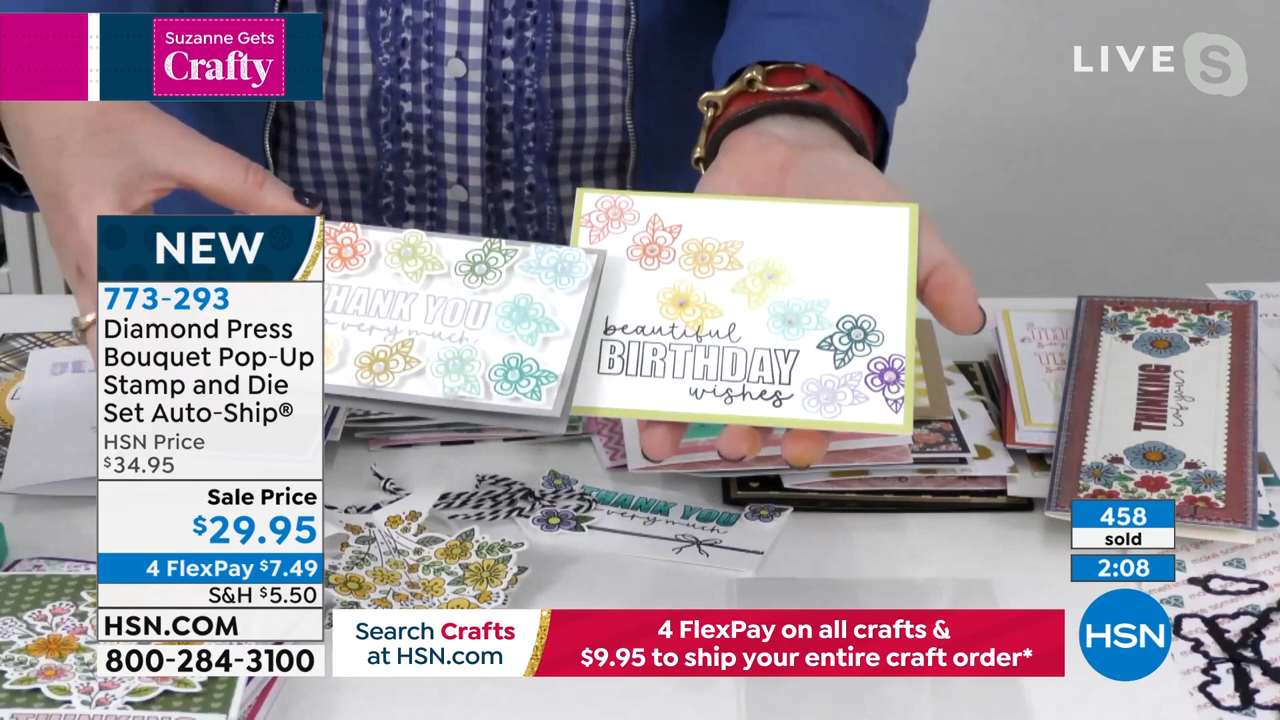 Suzanne Gets
Crafty
LIVE S
NEW
773-293
Diamond Press
Bouquet Pop-Up
Stamp and Die
Set Auto-Ship®
HSN Price
$34.95
Sale Price
$29.95
4 FlexPay $7.49
S&H $5.50
HSN.COM
800-284-3100
THANK YOU
so very much
beautiful
BIRTHDAY
wishes
THANK YOU
so very much
THINKING
of you
458
sold
2:08
Search Crafts
at HSN.com
4 FlexPay on all crafts &
$9.95 to ship your entire craft order*
HSN
THINKING